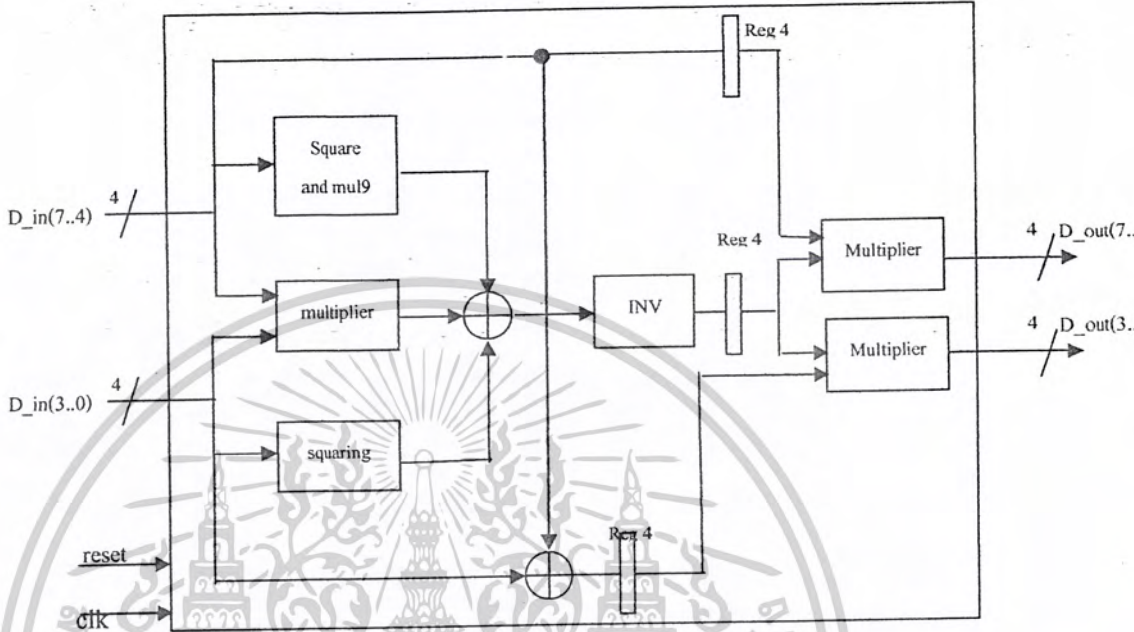 Reg 4
Square
and mul9
4
D_in(7..4)
4
D_out(7..
Reg 4
Multiplier
multiplier
INV
4
D_out(3..
Multiplier
4
D_in(3..0)
squaring
Reg 4
reset
clk